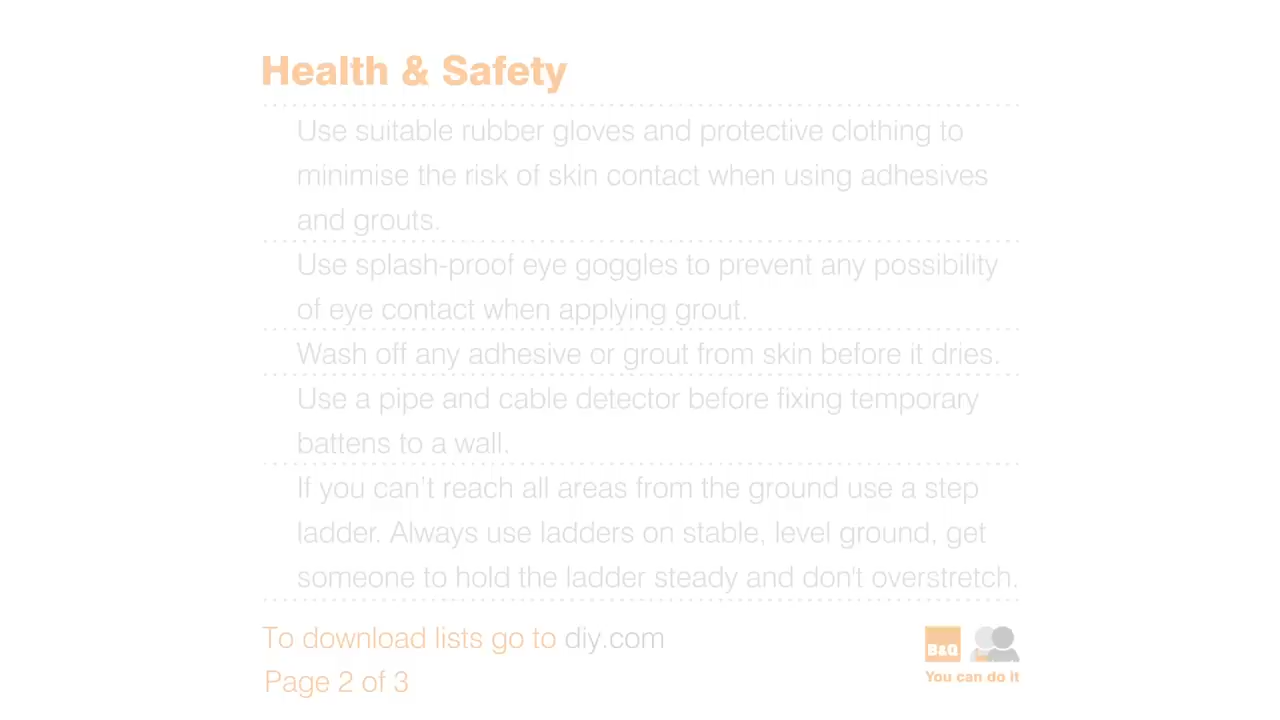 Health & Safety
Use suitable rubber gloves and protective clothing to
minimise the risk of skin contact when using adhesives
and grouts.
Use splash-proof eye goggles to prevent any possibility
of eye contact when applying grout.
Wash off any adhesive or grout from skin before it dries.
Use a pipe and cable detector before fixing temporary
battens to a wall.
If you can’t reach all areas from the ground use a step
ladder. Always use ladders on stable, level ground, get
someone to hold the ladder steady and don't overstretch.
To download lists go to diy.com
Page 2 of 3
B&Q
You can do it